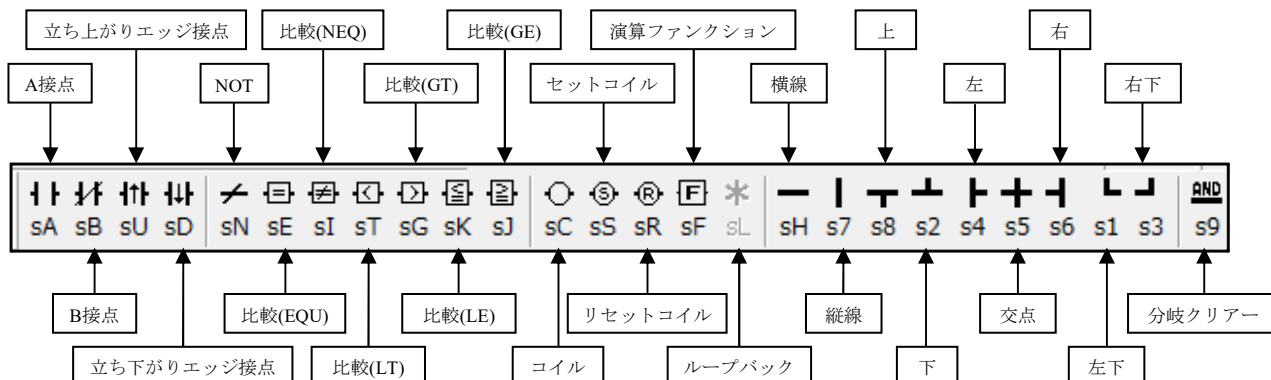 立ち上がりエッジ接点 比較(NEQ) 比較(GE) 演算ファンクション 上 右
A接点 NOT 比較(GT) セットコイル 横線 左 右下
= ≠ < > ≦ ≧ S R F AND
sA sB sU sD sN sE sI sT sG sK sJ sC sS sR sF sL sH s7 s8 s2 s4 s5 s6 s1 s3 s9
B接点 比較(EQU) 比較(LE) リセットコイル 縦線 交点 分岐クリアー
立ち下がりエッジ接点 比較(LT) コイル ループバック 下 左下